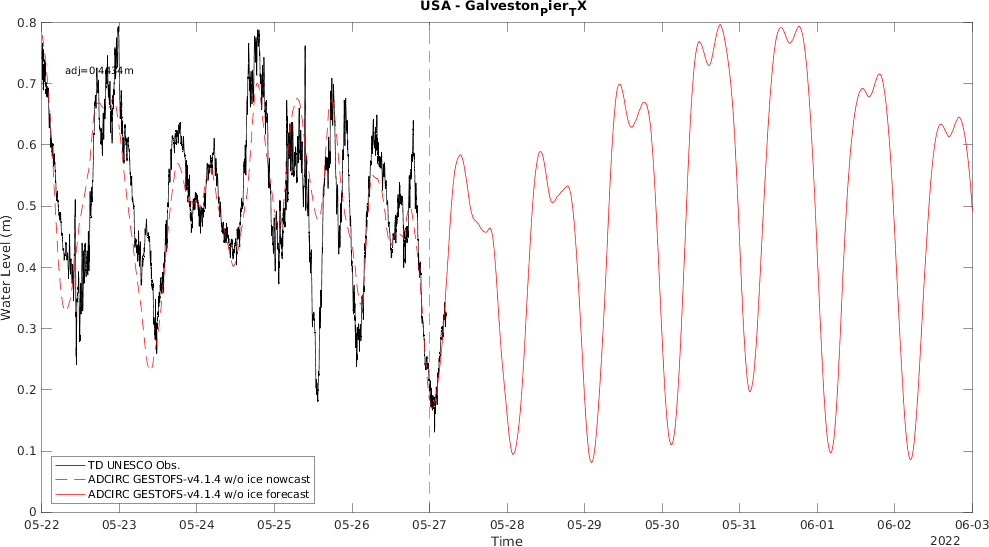 USA - Galveston_Pier_TX
0.8
0.7
0.6
0.5
0.4
0.3
0.2
0.1
0
Water Level (m)
adj=0.4434m
TD UNESCO Obs.
ADCIRC GESTOFS-v4.1.4 w/o ice nowcast
ADCIRC GESTOFS-v4.1.4 w/o ice forecast
05-22 05-23 05-24 05-25 05-26 05-27 05-28 05-29 05-30 05-31 06-01 06-02 06-03
Time
2022